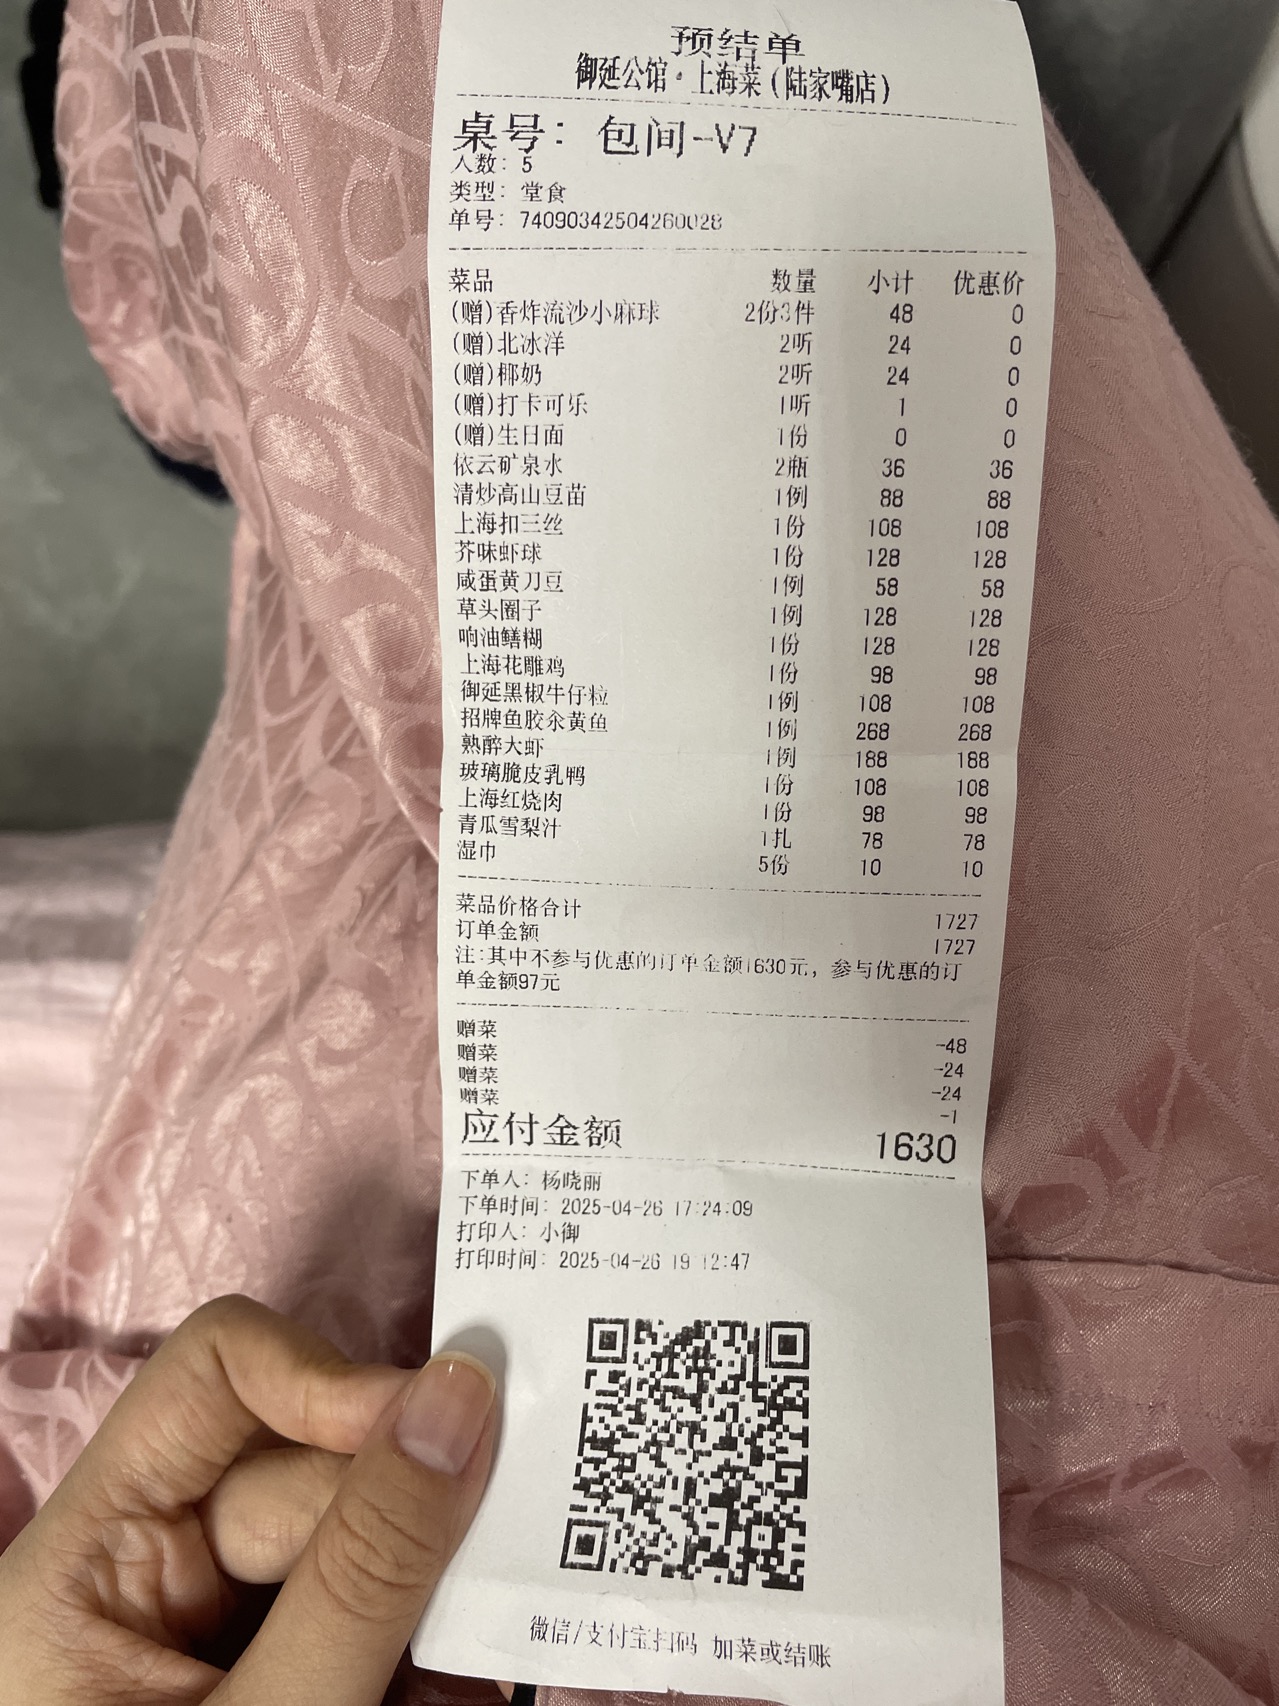 预结单
御延公馆·上海菜(陆家嘴店)
桌号: 包间-V7
人数: 5
类型: 堂食
单号: 74090342504260028
菜品 数量 小计 优惠价
(赠)香炸流沙小麻球 2份3件 48 0
(赠)北冰洋 2听 24 0
(赠)椰奶 2听 24 0
(赠)打卡可乐 1听 1 0
(赠)生日面 1份 0 0
依云矿泉水 2瓶 36 36
清炒高山豆苗 1例 88 88
上海扣三丝 1份 108 108
芥味虾球 1份 128 128
咸蛋黄刀豆 1例 58 58
草头圈子 1例 128 128
响油鳝糊 1份 128 128
上海花雕鸡 1份 98 98
御延黑椒牛仔粒 1例 108 108
招牌鱼胶汆黄鱼 1例 268 268
熟醉大虾 1例 188 188
玻璃脆皮乳鸭 1份 108 108
上海红烧肉 1份 98 98
青瓜雪梨汁 1扎 78 78
湿巾 5份 10 10
菜品价格合计 1727
订单金额 1727
注:其中不参与优惠的订单金额1630元，参与优惠的订
单金额97元
赠菜 -48
赠菜 -24
赠菜 -24
赠菜 -1
应付金额 1630
下单人: 杨晓丽
下单时间: 2025-04-26 17:24:09
打印人: 小御
打印时间: 2025-04-26 19:12:47
微信/支付宝扫码 加菜或结账